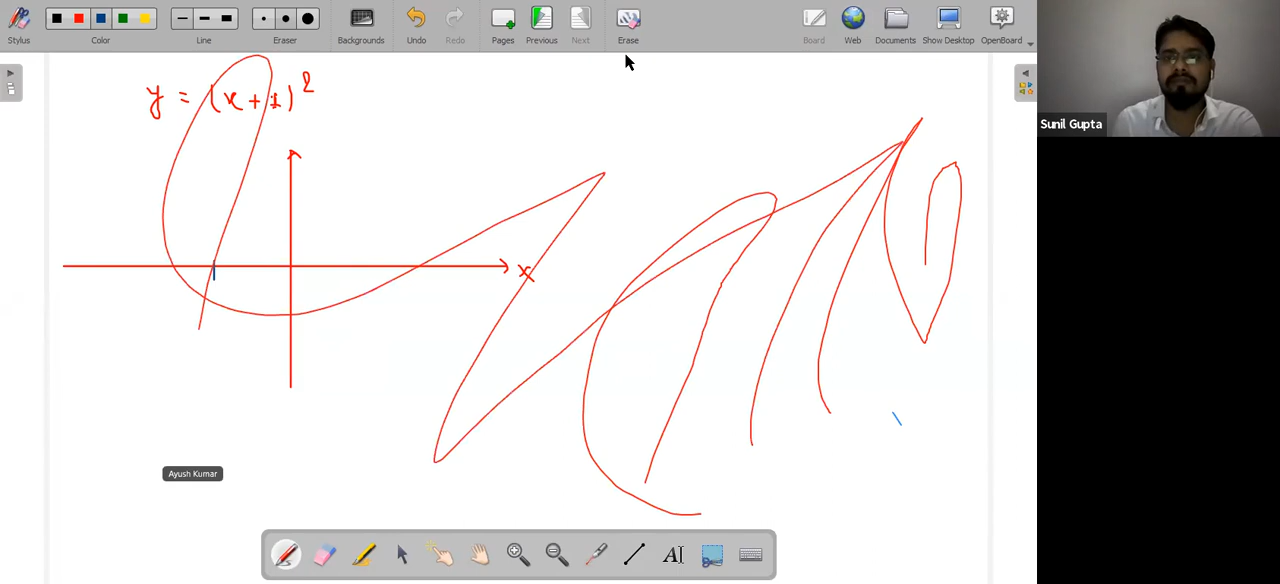 Stylus Color Line Eraser Backgrounds Undo Redo Pages Previous Next Erase Board Web Documents Show Desktop OpenBoard
y = (x+1)²
x
Sunil Gupta
Ayush Kumar
AI